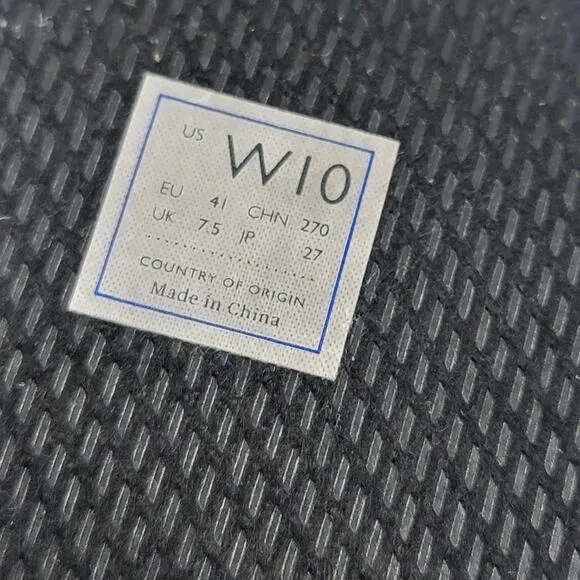 US W10
EU 41 CHN 270
UK 7.5 JP 27
COUNTRY OF ORIGIN
Made in China